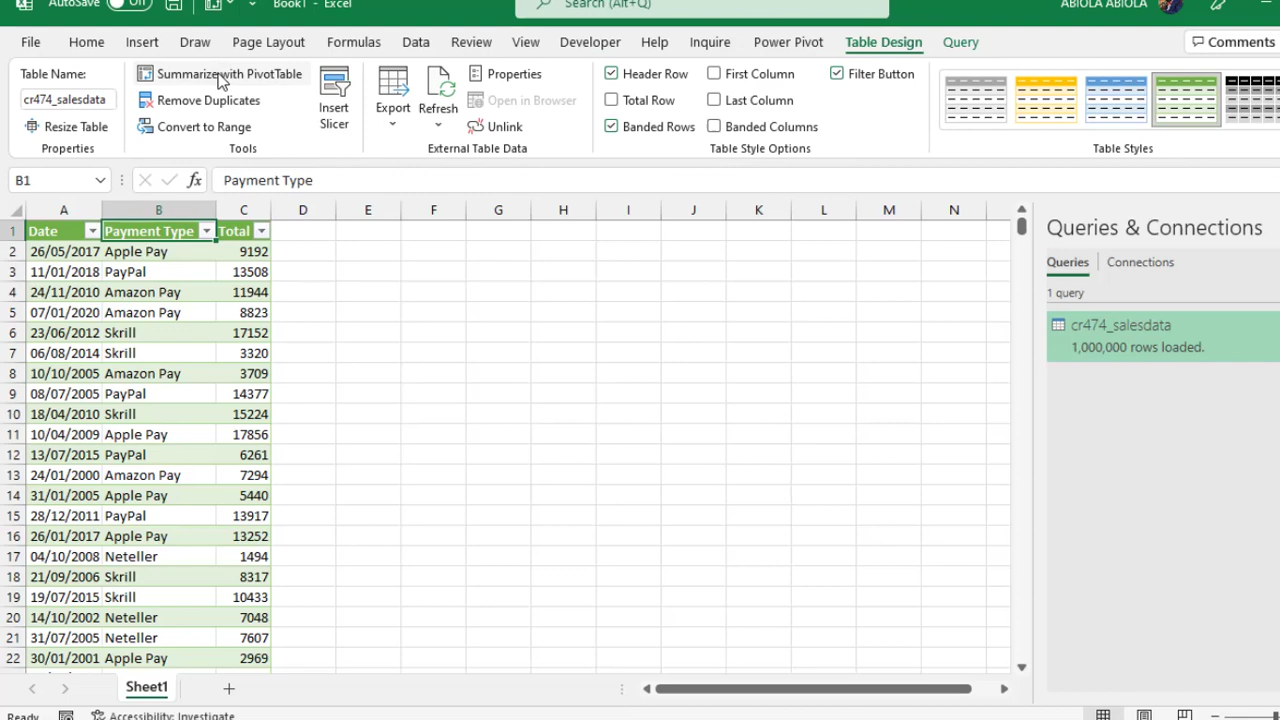 AutoSave Off Book1 - Excel Search (Alt+Q) ABIOLA ABIOLA
File Home Insert Draw Page Layout Formulas Data Review View Developer Help Inquire Power Pivot Table Design Query Comments
Table Name:
cr474_salesdata
Resize Table
Properties
Summarize with PivotTable
Remove Duplicates
Convert to Range
Tools
Insert
Slicer
Export
Refresh
Properties
Open in Browser
Unlink
External Table Data
Header Row First Column Filter Button
Total Row Last Column
Banded Rows Banded Columns
Table Style Options
Table Styles
B1 fx Payment Type
A B C D E F G H I J K L M N
1 Date Payment Type Total
2 26/05/2017 Apple Pay 9192
3 11/01/2018 PayPal 13508
4 24/11/2010 Amazon Pay 11944
5 07/01/2020 Amazon Pay 8823
6 23/06/2012 Skrill 17152
7 06/08/2014 Skrill 3320
8 10/10/2005 Amazon Pay 3709
9 08/07/2005 PayPal 14377
10 18/04/2010 Skrill 15224
11 10/04/2009 Apple Pay 17856
12 13/07/2015 PayPal 6261
13 24/01/2000 Amazon Pay 7294
14 31/01/2005 Apple Pay 5440
15 28/12/2011 PayPal 13917
16 26/01/2017 Apple Pay 13252
17 04/10/2008 Neteller 1494
18 21/09/2006 Skrill 8317
19 19/07/2015 Skrill 10433
20 14/10/2002 Neteller 7048
21 31/07/2005 Neteller 7607
22 30/01/2001 Apple Pay 2969
Queries & Connections
Queries Connections
1 query
cr474_salesdata
1,000,000 rows loaded.
Sheet1
Ready Accessibility: Investigate